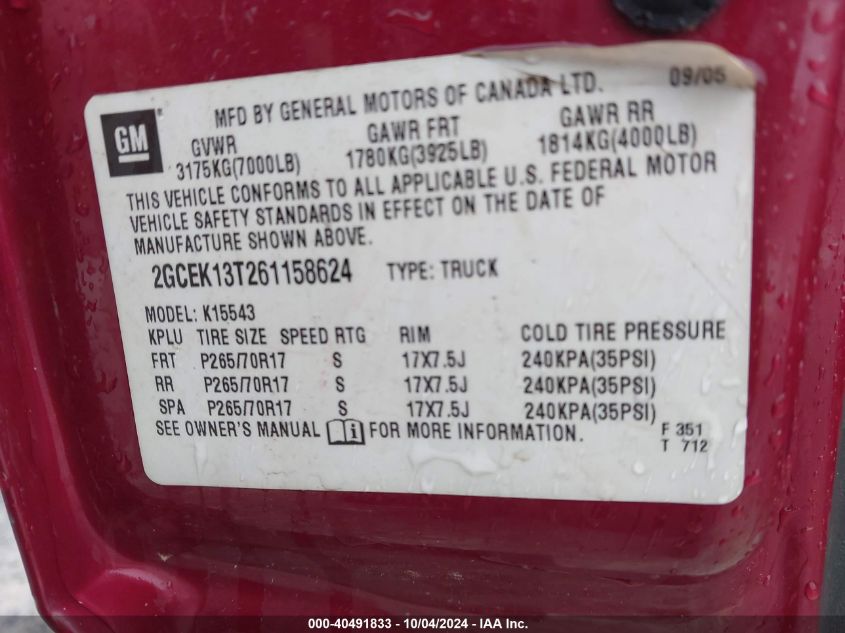 MFD BY GENERAL MOTORS OF CANADA LTD. 09/05
GM
GVWR GAWR FRT GAWR RR
3175KG(7000LB) 1780KG(3925LB) 1814KG(4000LB)
THIS VEHICLE CONFORMS TO ALL APPLICABLE U.S. FEDERAL MOTOR
VEHICLE SAFETY STANDARDS IN EFFECT ON THE DATE OF
MANUFACTURE SHOWN ABOVE.
2GCEK13T261158624 TYPE: TRUCK
MODEL: K15543
KPLU TIRE SIZE SPEED RTG RIM COLD TIRE PRESSURE
FRT P265/70R17 S 17X7.5J 240KPA(35PSI)
RR P265/70R17 S 17X7.5J 240KPA(35PSI)
SPA P265/70R17 S 17X7.5J 240KPA(35PSI)
SEE OWNER'S MANUAL i FOR MORE INFORMATION. F 351
T 712
000-40491833 - 10/04/2024 - IAA Inc.